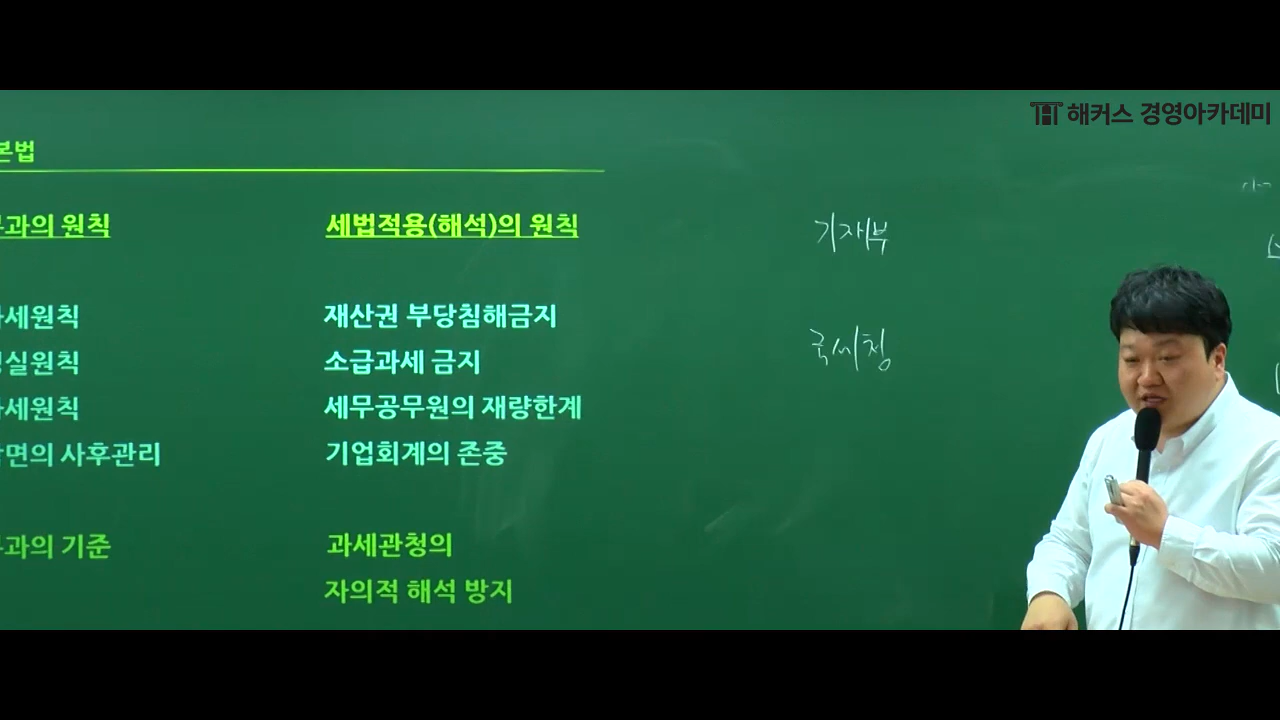 해커스 경영아카데미
본법
과의 원칙
세법적용(해석)의 원칙
기재부
세원칙
재산권 부당침해금지
실원칙
소급과세 금지
국세청
세원칙
세무공무원의 재량한계
면의 사후관리
기업회계의 존중
과의 기준
과세관청의
자의적 해석 방지